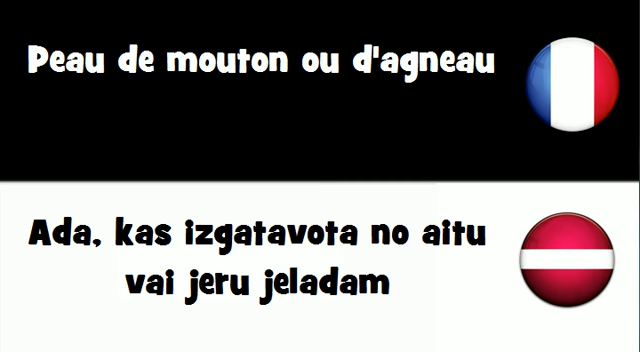 Peau de mouton ou d'agneau
Ada, kas izgatavota no aitu
vai jeru jeladam